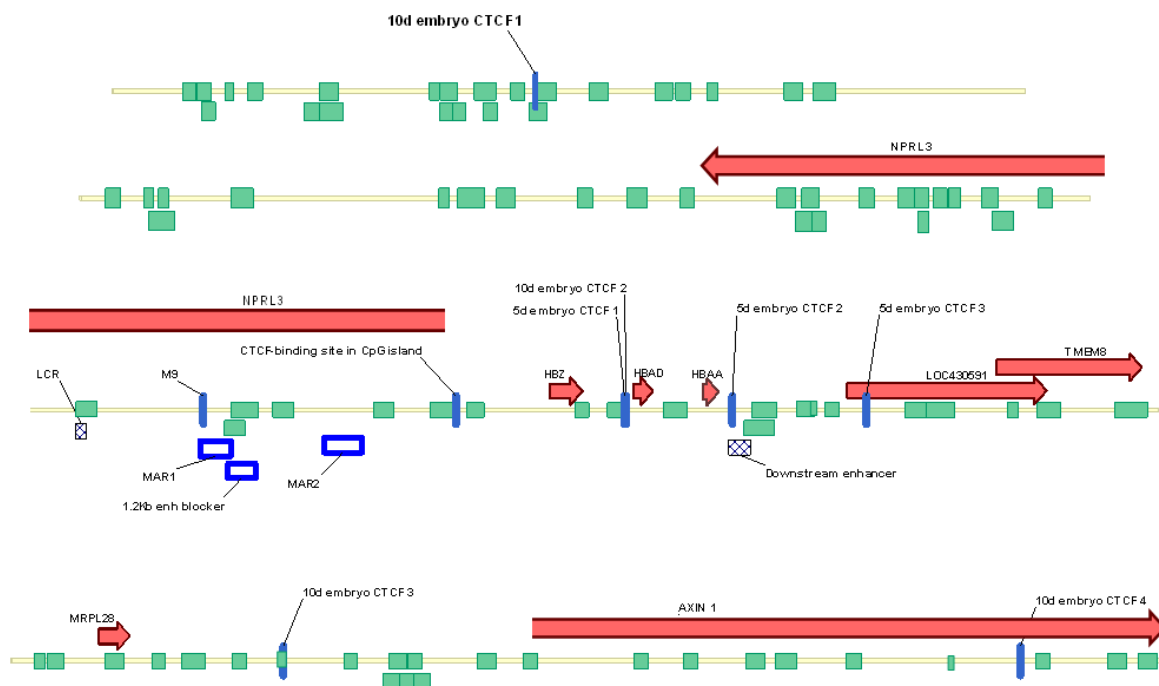 10d embryo CTCF1
NPRL3
NPRL3
10d embryo CTCF 2
5d embryo CTCF 1
5d embryo CTCF 2
5d embryo CTCF 3
CTCF-binding site in CpG island
TMEM8
LCR
M9
HBZ
HBAD
HBAA
LOC430591
MAR1
MAR2
Downstream enhancer
1.2Kb enh blocker
MRPL28
10d embryo CTCF 3
AXIN 1
10d embryo CTCF 4